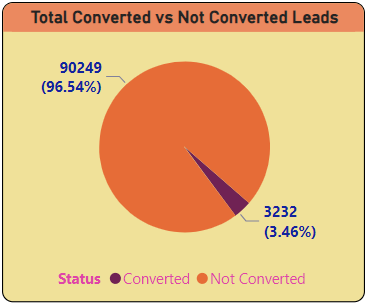 Total Converted vs Not Converted Leads
90249
(96.54%)
3232
(3.46%)
Status Converted Not Converted